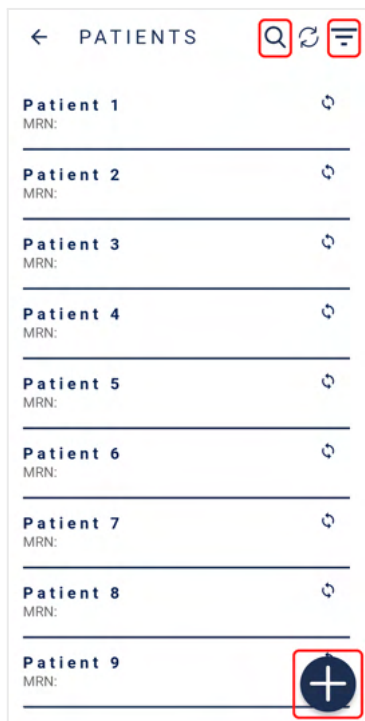 PATIENTS
Patient 1
MRN:
Patient 2
MRN:
Patient 3
MRN:
Patient 4
MRN:
Patient 5
MRN:
Patient 6
MRN:
Patient 7
MRN:
Patient 8
MRN:
Patient 9
MRN: